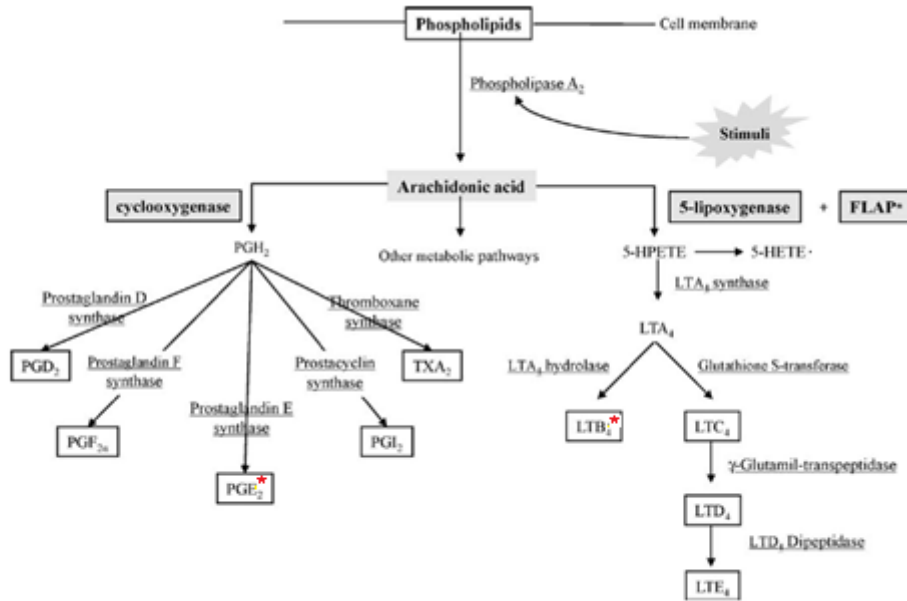 Phospholipids
Cell membrane
Phospholipase A₂
Stimuli
Arachidonic acid
cyclooxygenase
5-lipoxygenase + FLAP*
PGH₂
Other metabolic pathways
5-HPETE
5-HETE
LTA₄ synthase
Prostaglandin D
synthase
Thromboxane
synthase
LTA₄
PGD₂
Prostaglandin F
synthase
Prostacyclin
synthase
TXA₂
LTA₄ hydrolase
Glutathione S-transferase
Prostaglandin E
synthase
PGF₂α
PGI₂
LTB₄*
LTC₄
γ-Glutamil-transpeptidase
PGE₂*
LTD₄
LTD₄ Dipeptidase
LTE₄